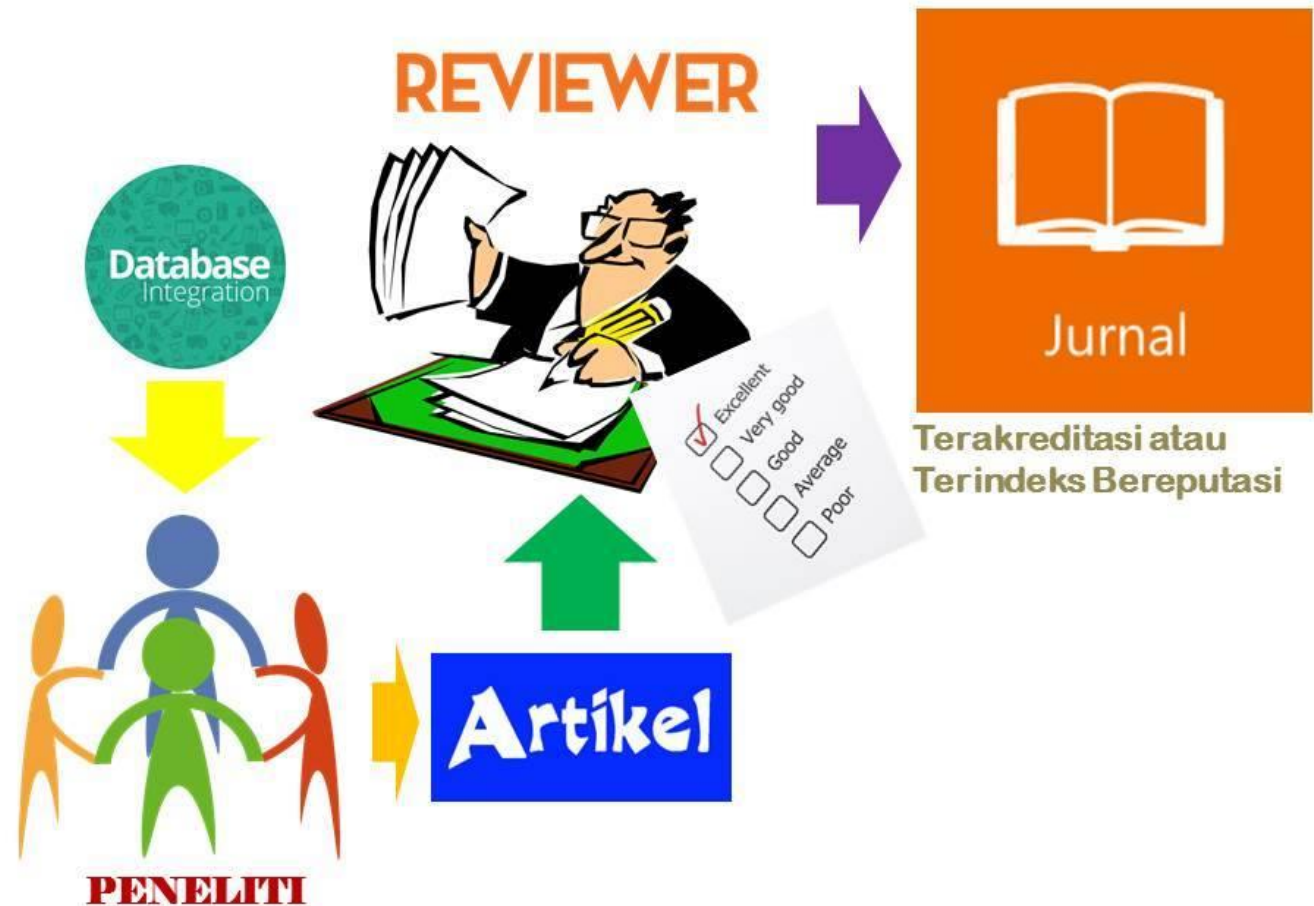 REVIEWER
Database
Integration
Excellent
Very good
Good
Average
Poor
Jurnal
Terakreditasi atau
Terindeks Bereputasi
Artikel
PENELITI